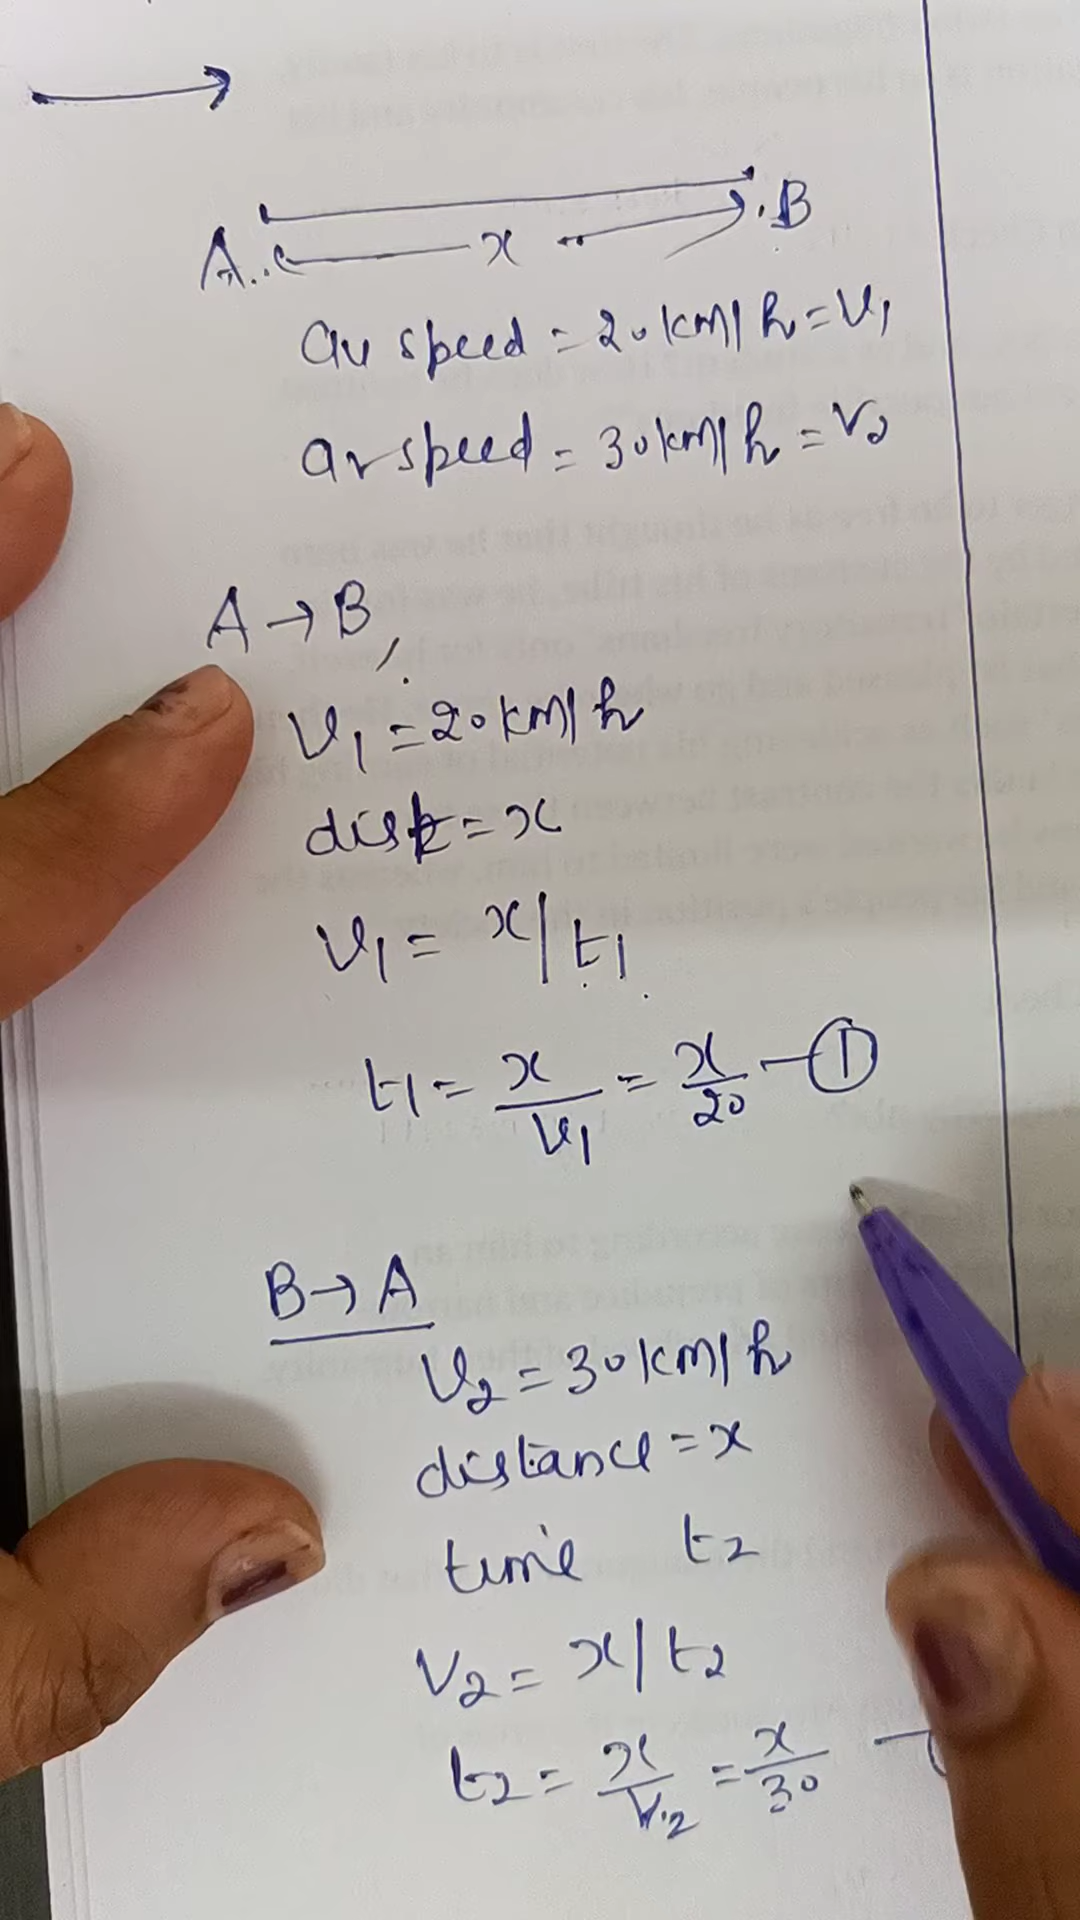 A B
x
av speed = 20 km/h = v₁
av speed = 30 km/h = v₂
A → B
v₁ = 20 km/h
dist = x
v₁ = x/t₁
t₁ = x/v₁ = x/20 — ①
B → A
v₂ = 30 km/h
distance = x
time t₂
v₂ = x/t₂
t₂ = x/v₂ = x/30 —